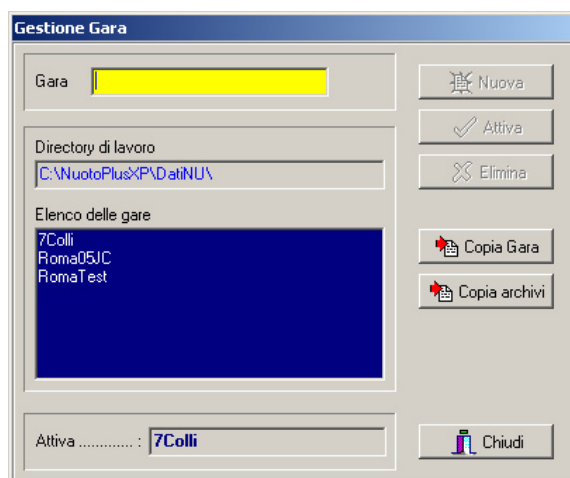 Gestione Gara
Gara
Nuova
Attiva
Elimina
Directory di lavoro
C:\NuotoPlusXP\DatiNU\
Elenco delle gare
7Colli
Roma05JC
RomaTest
Copia Gara
Copia archivi
Attiva ............. : 7Colli
Chiudi